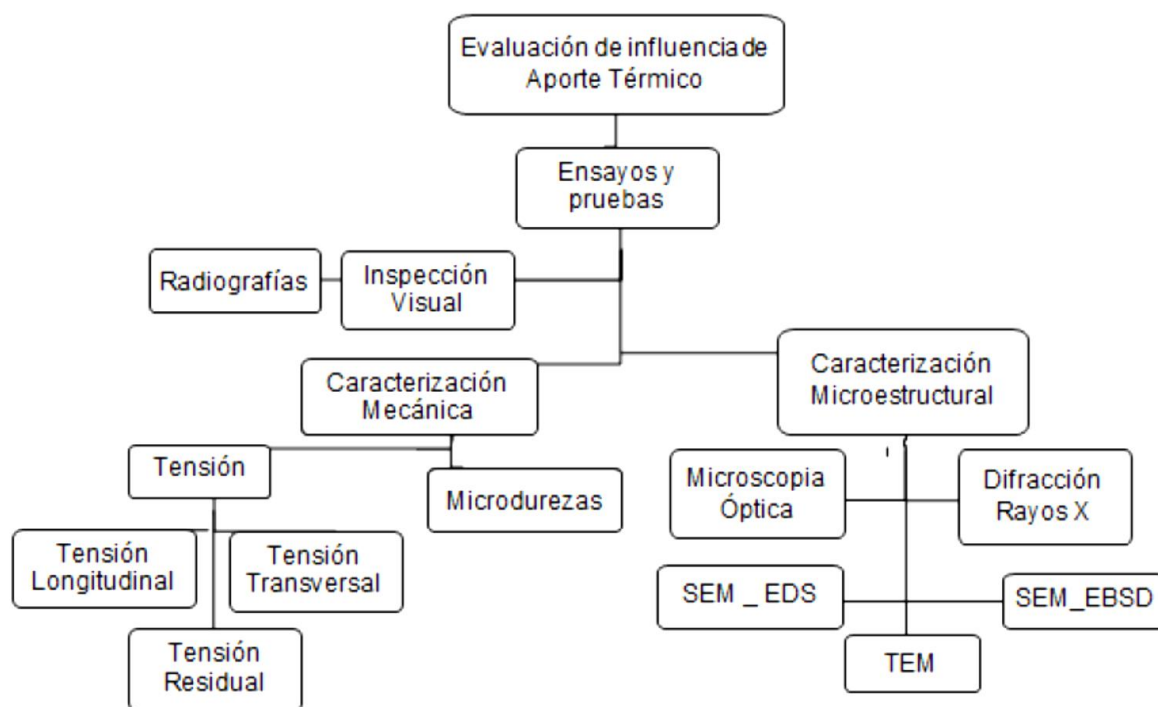 Evaluación de influencia de
Aporte Térmico
Ensayos y
pruebas
Radiografías
Inspección
Visual
Caracterización
Mecánica
Caracterización
Microestructural
Tensión
Microdurezas
Microscopia
Óptica
Difracción
Rayos X
Tensión
Longitudinal
Tensión
Transversal
SEM _ EDS
SEM_EBSD
Tensión
Residual
TEM